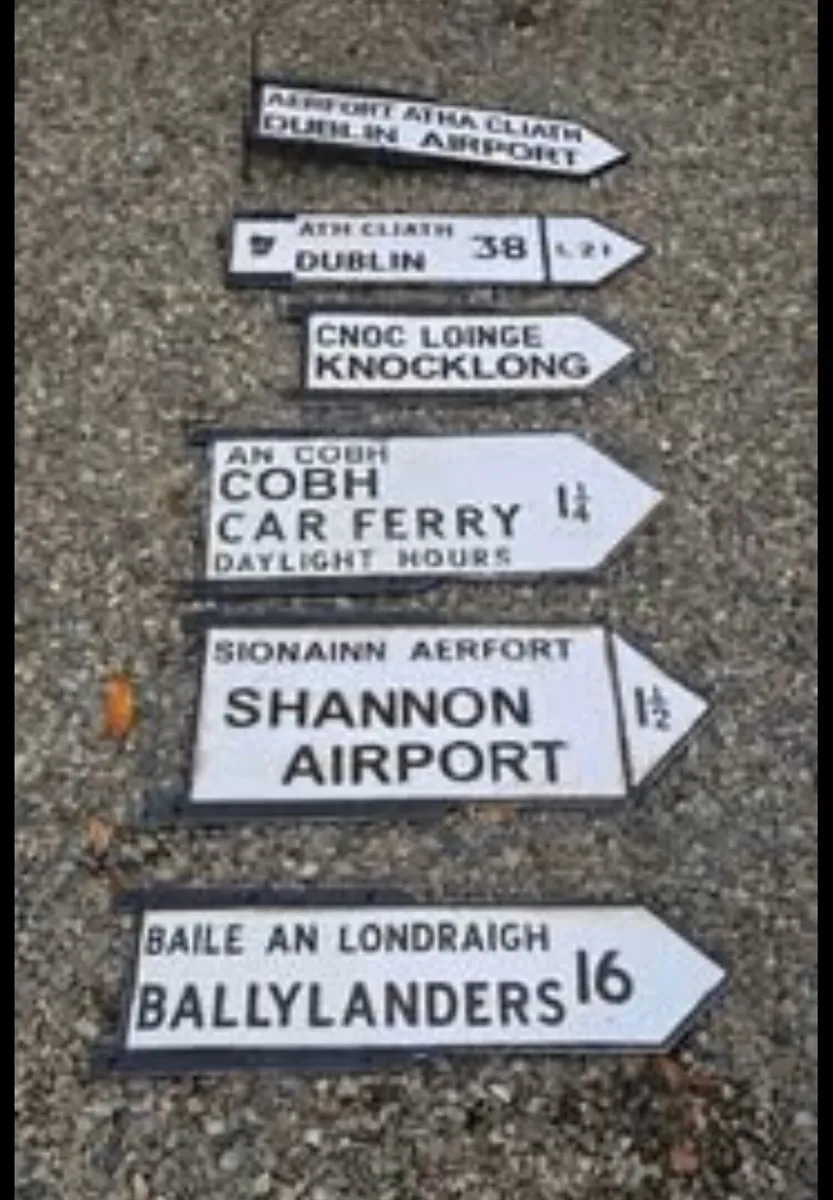 AERFORT ATHA CLIATH
DUBLIN AIRPORT
ATH CLIATH
DUBLIN 38 L21
CNOC LOINGE
KNOCKLONG
AN COBH
COBH
CAR FERRY 1¼
DAYLIGHT HOURS
SIONAINN AERFORT
SHANNON 1½
AIRPORT
BAILE AN LONDRAIGH
BALLYLANDERS 16